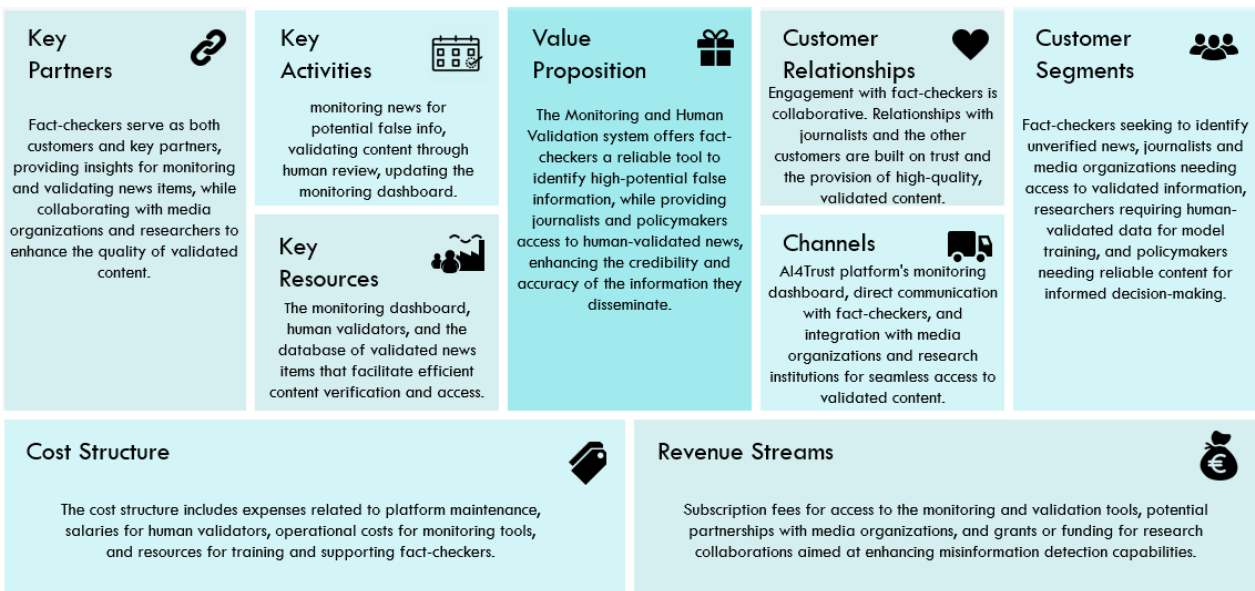 Key
Partners
Fact-checkers serve as both
customers and key partners,
providing insights for monitoring
and validating news items, while
collaborating with media
organizations and researchers to
enhance the quality of validated
content.
Key
Activities
monitoring news for
potential false info,
validating content through
human review, updating the
monitoring dashboard.
Key
Resources
The monitoring dashboard,
human validators, and the
database of validated news
items that facilitate efficient
content verification and access.
Value
Proposition
The Monitoring and Human
Validation system offers fact-
checkers a reliable tool to
identify high-potential false
information, while providing
journalists and policymakers
access to human-validated news,
enhancing the credibility and
accuracy of the information they
disseminate.
Customer
Relationships
Engagement with fact-checkers is
collaborative. Relationships with
journalists and the other
customers are built on trust and
the provision of high-quality,
validated content.
Channels
AI4Trust platform's monitoring
dashboard, direct communication
with fact-checkers, and
integration with media
organizations and research
institutions for seamless access to
validated content.
Customer
Segments
Fact-checkers seeking to identify
unverified news, journalists and
media organizations needing
access to validated information,
researchers requiring human-
validated data for model
training, and policymakers
needing reliable content for
informed decision-making.
Cost Structure
The cost structure includes expenses related to platform maintenance,
salaries for human validators, operational costs for monitoring tools,
and resources for training and supporting fact-checkers.
Revenue Streams
€
Subscription fees for access to the monitoring and validation tools, potential
partnerships with media organizations, and grants or funding for research
collaborations aimed at enhancing misinformation detection capabilities.